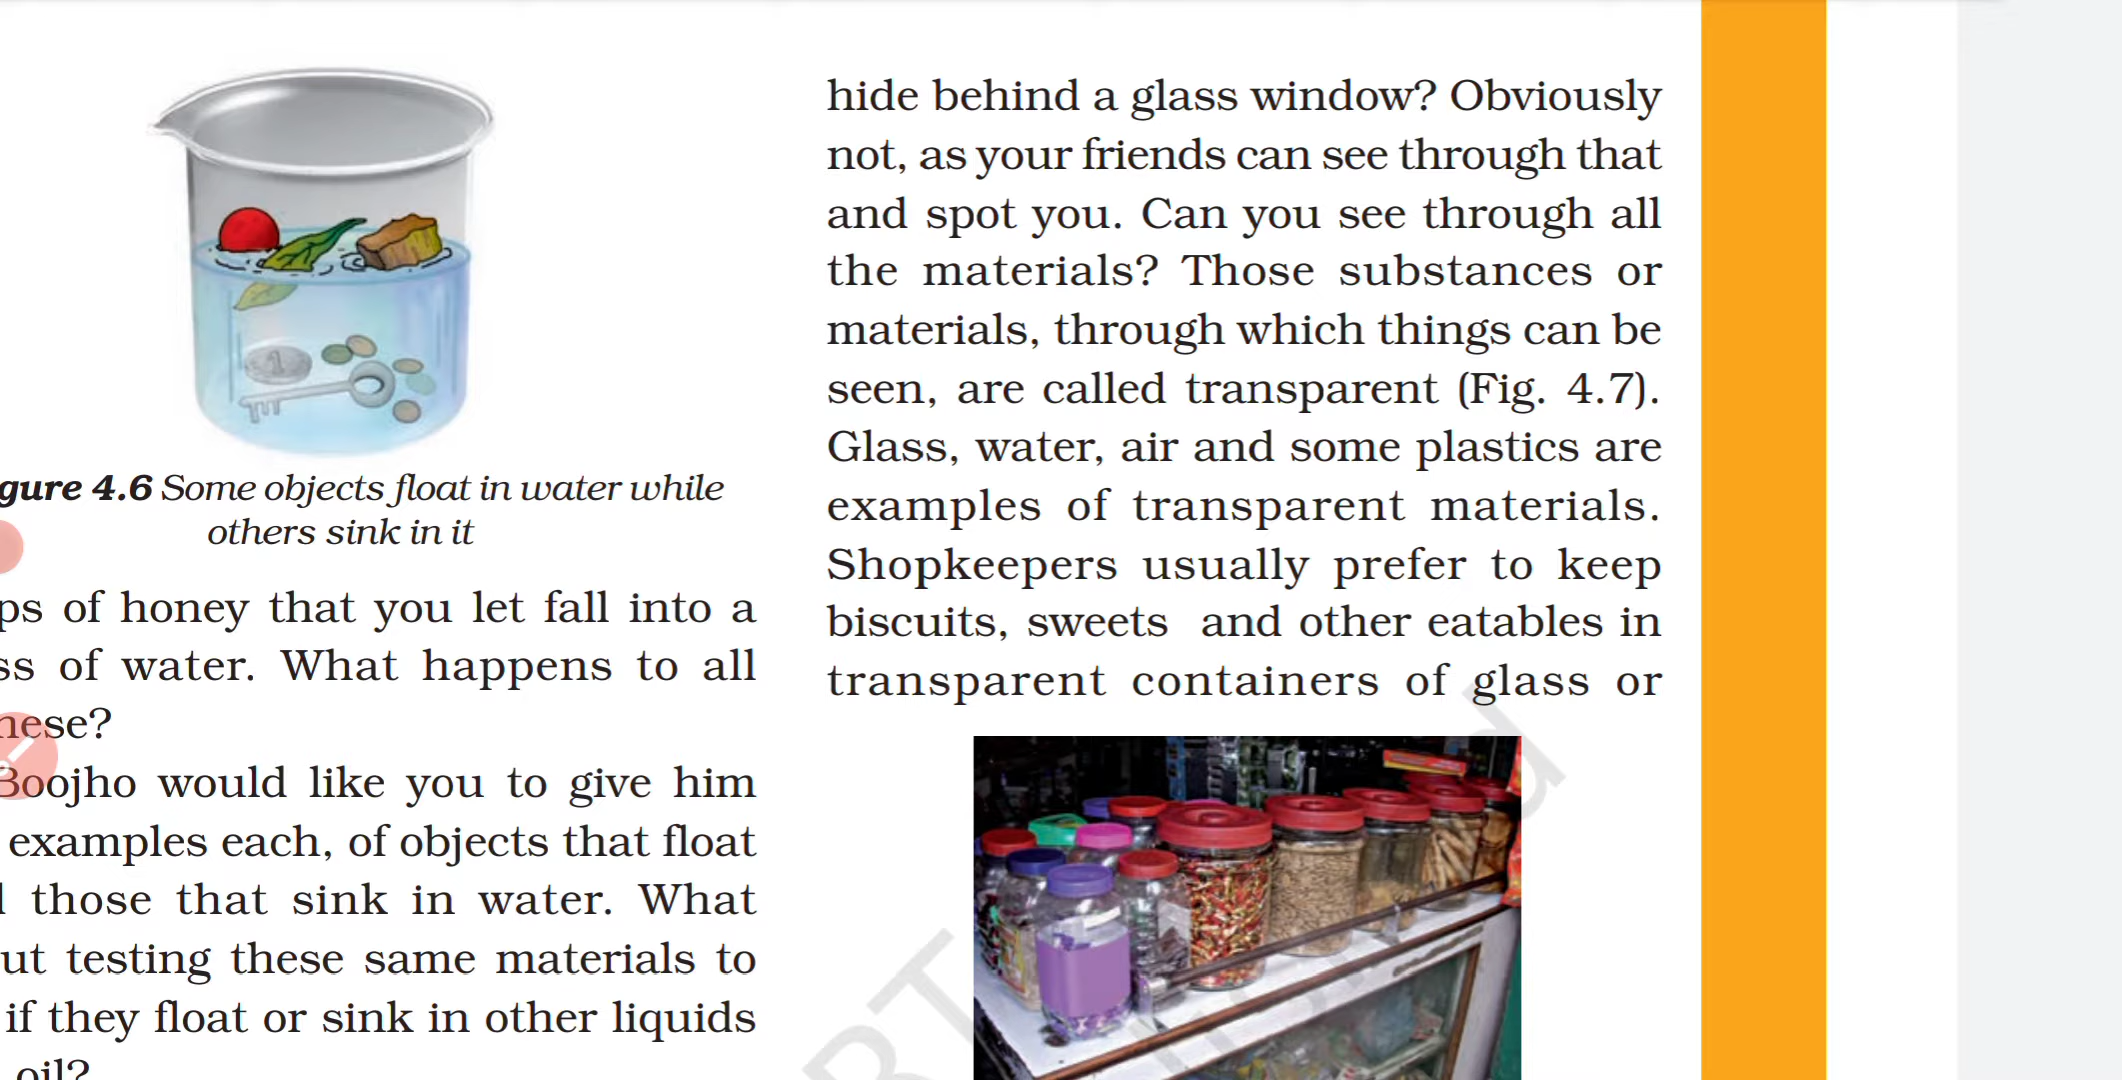 gure 4.6 Some objects float in water while
others sink in it
ps of honey that you let fall into a
ss of water. What happens to all
hese?
Boojho would like you to give him
examples each, of objects that float
those that sink in water. What
ut testing these same materials to
if they float or sink in other liquids
oil?
hide behind a glass window? Obviously
not, as your friends can see through that
and spot you. Can you see through all
the materials? Those substances or
materials, through which things can be
seen, are called transparent (Fig. 4.7).
Glass, water, air and some plastics are
examples of transparent materials.
Shopkeepers usually prefer to keep
biscuits, sweets and other eatables in
transparent containers of glass or